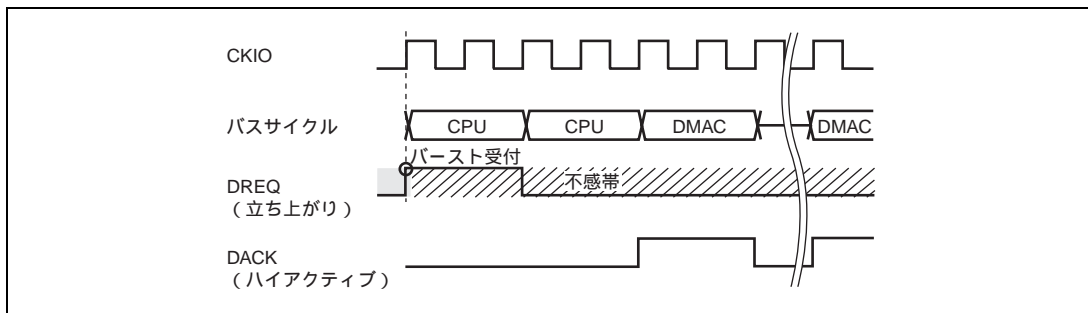 CKIO
バスサイクル
CPU
CPU
DMAC
DMAC
バースト受付
DREQ
(立ち上がり)
不感帯
DACK
(ハイアクティブ)